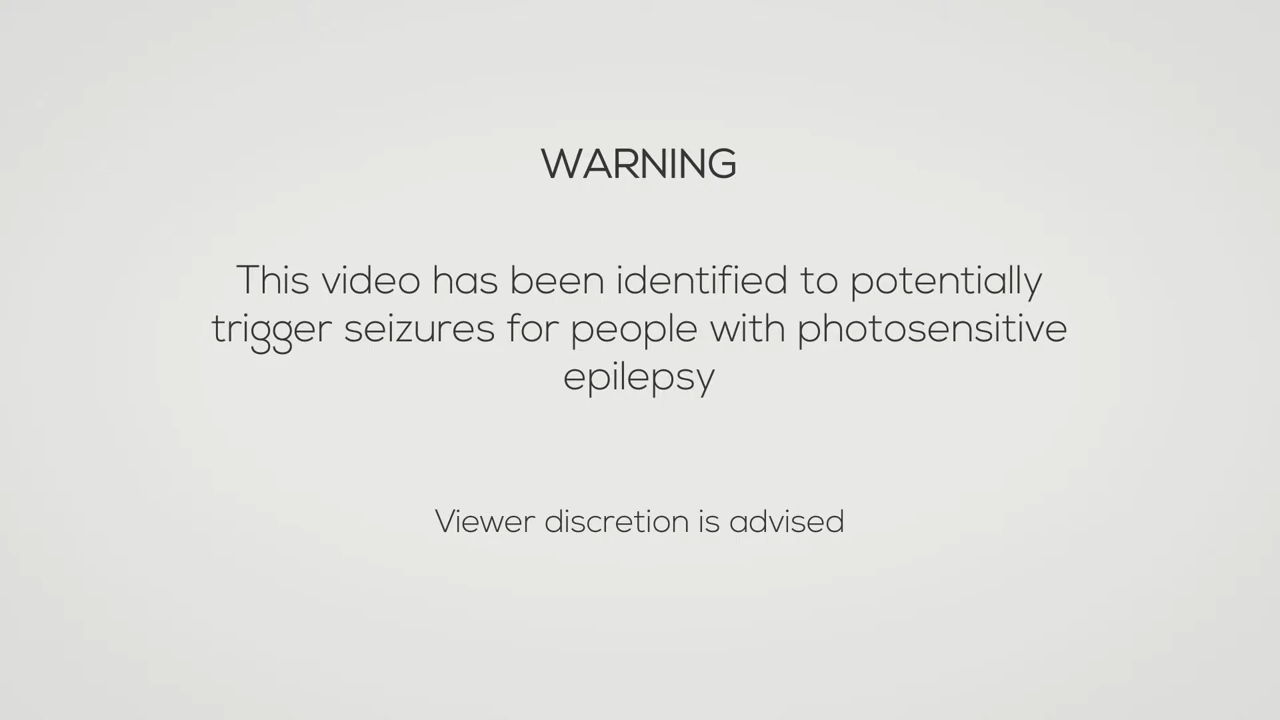 WARNING
This video has been identified to potentially
trigger seizures for people with photosensitive
epilepsy
Viewer discretion is advised